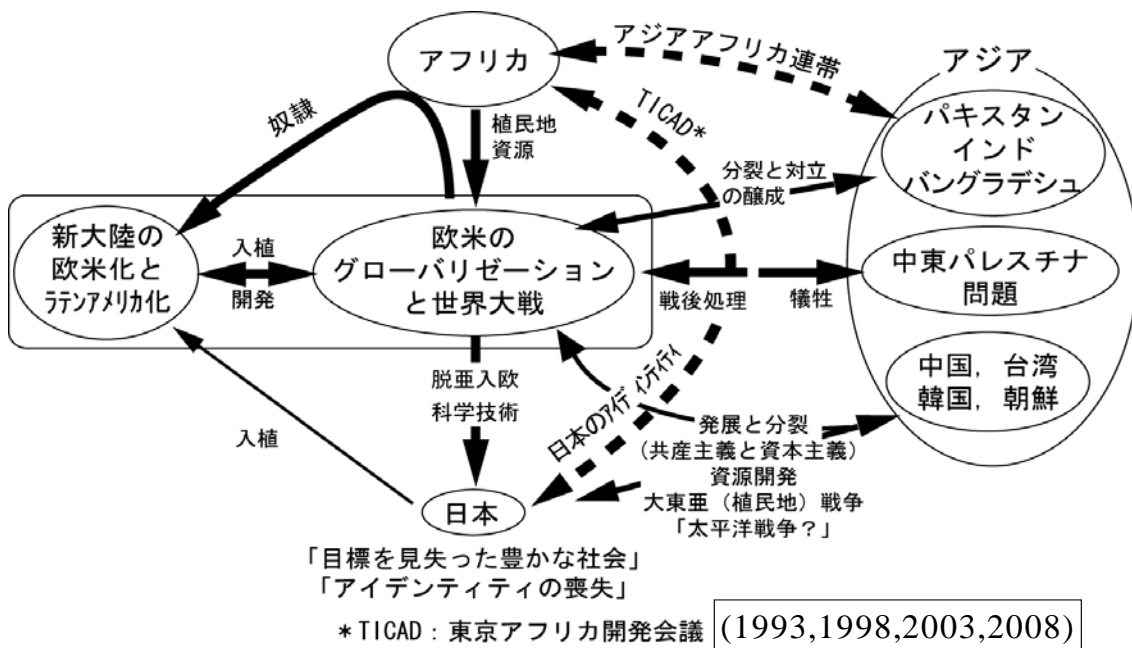 アフリカ
アジアアフリカ連帯
アジア
奴隷
植民地
資源
TICAD*
パキスタン
インド
バングラデシュ
分裂と対立
の醸成
新大陸の
欧米化と
ラテンアメリカ化
入植
開発
欧米の
グローバリゼーション
と世界大戦
戦後処理
犠牲
中東パレスチナ
問題
脱亜入欧
科学技術
日本のアイデンティティ
中国，台湾
韓国，朝鮮
入植
発展と分裂
(共産主義と資本主義)
資源開発
大東亜（植民地）戦争
「太平洋戦争？」
日本
「目標を見失った豊かな社会」
「アイデンティティの喪失」
*TICAD：東京アフリカ開発会議 (1993,1998,2003,2008)